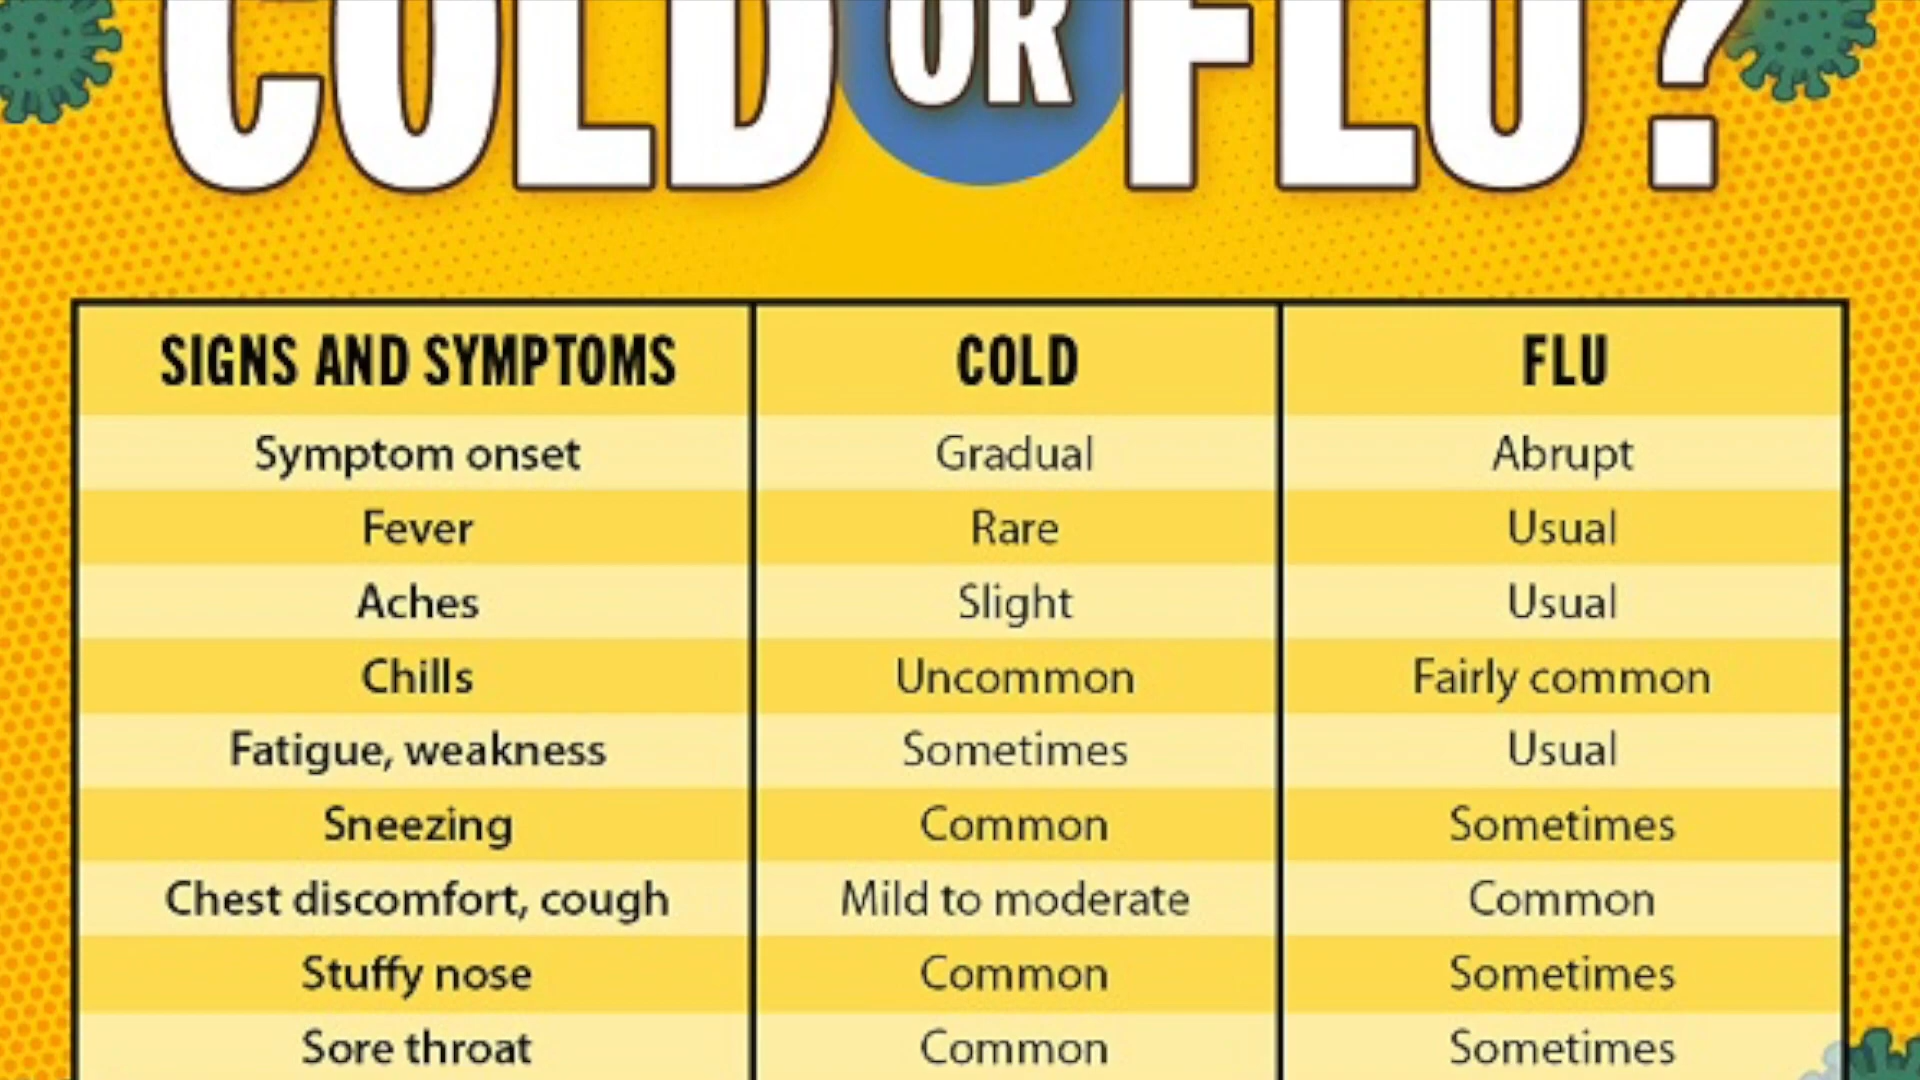 COLD OR FLU?
SIGNS AND SYMPTOMS COLD FLU
Symptom onset Gradual Abrupt
Fever Rare Usual
Aches Slight Usual
Chills Uncommon Fairly common
Fatigue, weakness Sometimes Usual
Sneezing Common Sometimes
Chest discomfort, cough Mild to moderate Common
Stuffy nose Common Sometimes
Sore throat Common Sometimes